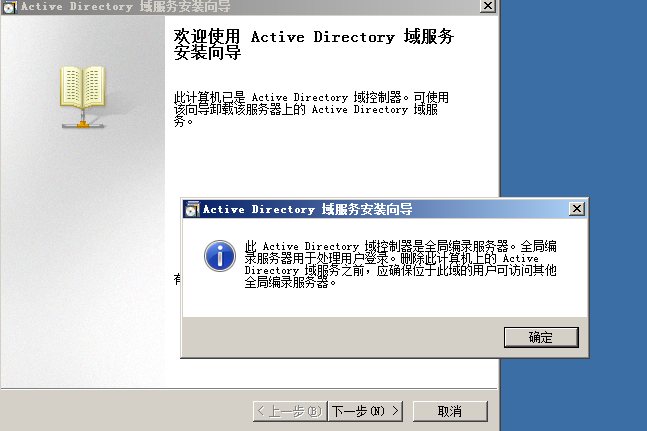 Active Directory 域服务安装向导
欢迎使用 Active Directory 域服务
安装向导
此计算机已是 Active Directory 域控制器。可使用
该向导卸载该服务器上的 Active Directory 域服
务。
Active Directory 域服务安装向导
此 Active Directory 域控制器是全局编录服务器。全局编
录服务器用于处理用户登录。删除此计算机上的 Active
Directory 域服务之前，应确保位于此域的用户可访问其他
全局编录服务器。
确定
< 上一步(B)
下一步(N) >
取消